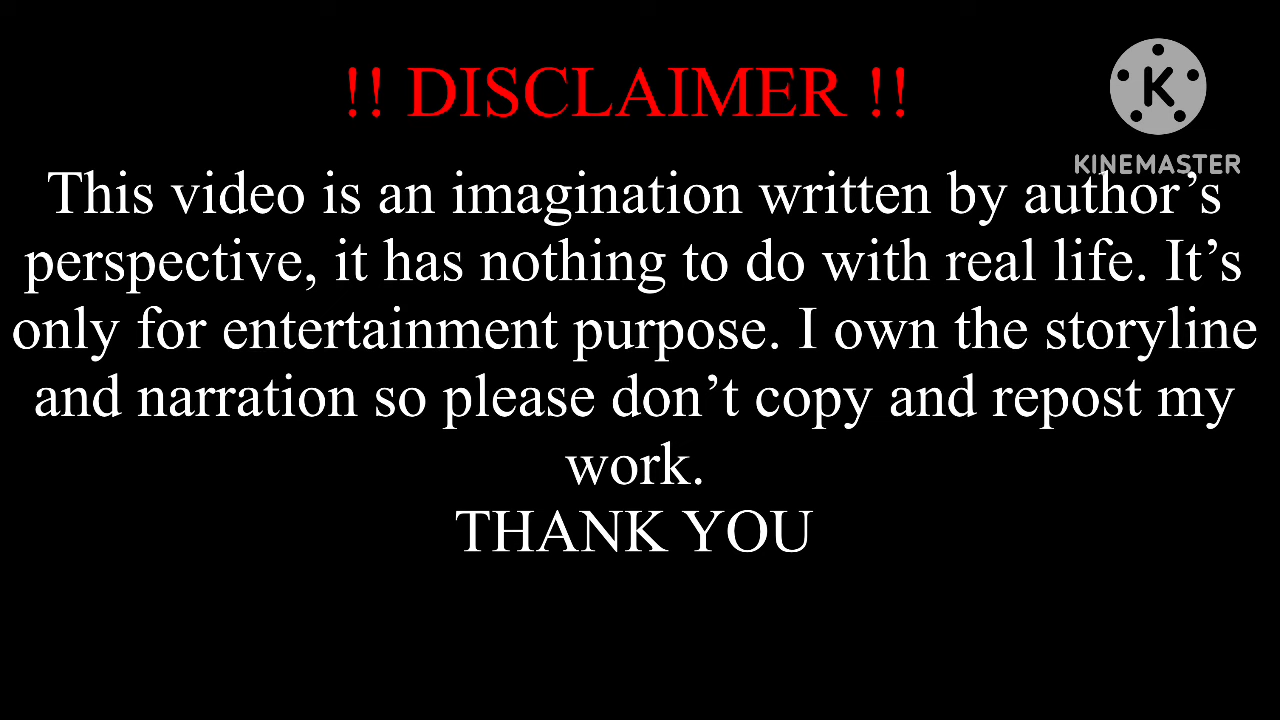 !! DISCLAIMER !!
K
KINEMASTER
This video is an imagination written by author’s
perspective, it has nothing to do with real life. It’s
only for entertainment purpose. I own the storyline
and narration so please don’t copy and repost my
work.
THANK YOU